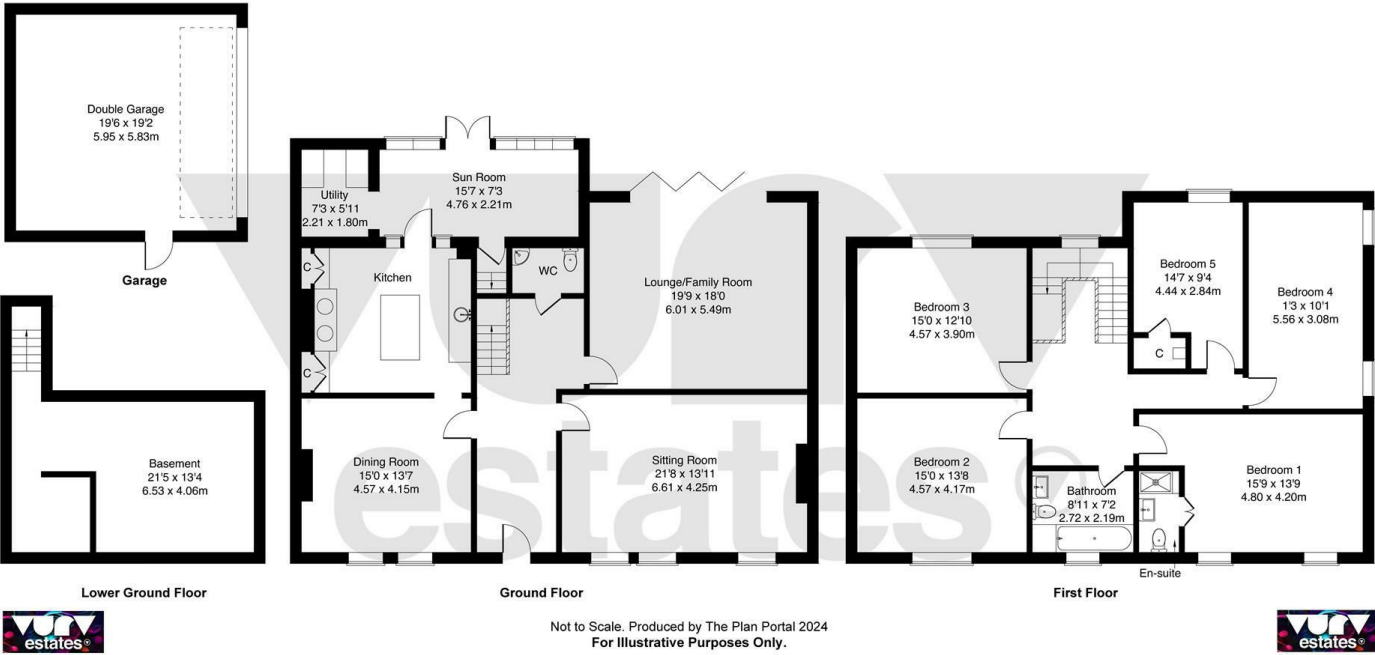 Double Garage
19'6 x 19'2
5.95 x 5.83m
Garage
Basement
21'5 x 13'4
6.53 x 4.06m
Lower Ground Floor
Utility
7'3 x 5'11
2.21 x 1.80m
Sun Room
15'7 x 7'3
4.76 x 2.21m
C
Kitchen
C
WC
Lounge/Family Room
19'9 x 18'0
6.01 x 5.49m
Dining Room
15'0 x 13'7
4.57 x 4.15m
Sitting Room
21'8 x 13'11
6.61 x 4.25m
Ground Floor
Bedroom 3
15'0 x 12'10
4.57 x 3.90m
Bedroom 5
14'7 x 9'4
4.44 x 2.84m
C
Bedroom 4
1'3 x 10'1
5.56 x 3.08m
Bedroom 2
15'0 x 13'8
4.57 x 4.17m
Bathroom
8'11 x 7'2
2.72 x 2.19m
Bedroom 1
15'9 x 13'9
4.80 x 4.20m
En-suite
First Floor
vurv
estates
Not to Scale. Produced by The Plan Portal 2024
For Illustrative Purposes Only.
vurv
estates
vurv
estates